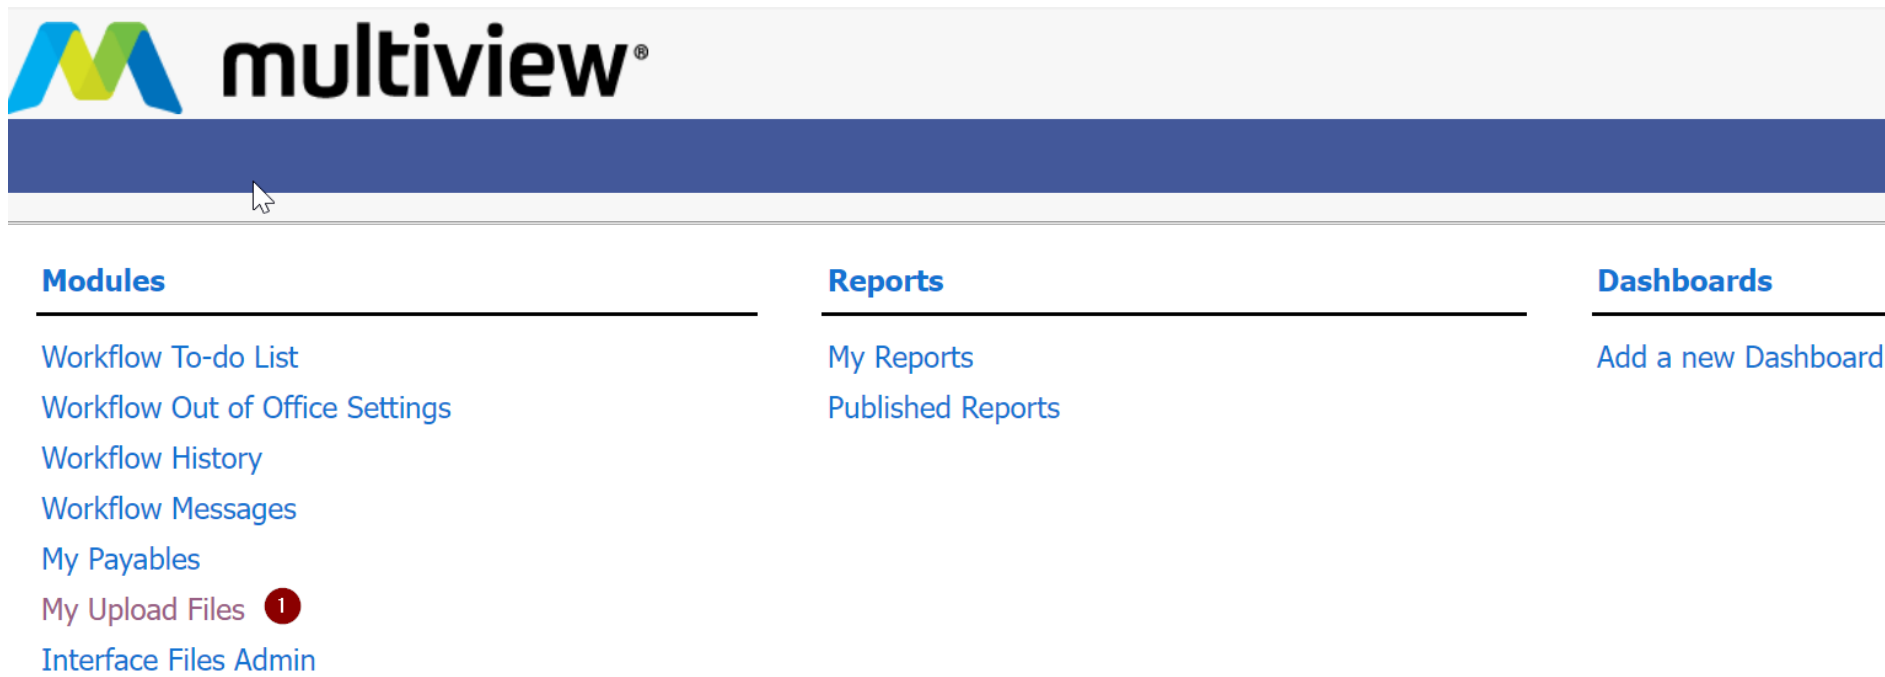 multiview®
Modules
Workflow To-do List
Workflow Out of Office Settings
Workflow History
Workflow Messages
My Payables
My Upload Files 1
Interface Files Admin
Reports
My Reports
Published Reports
Dashboards
Add a new Dashboard